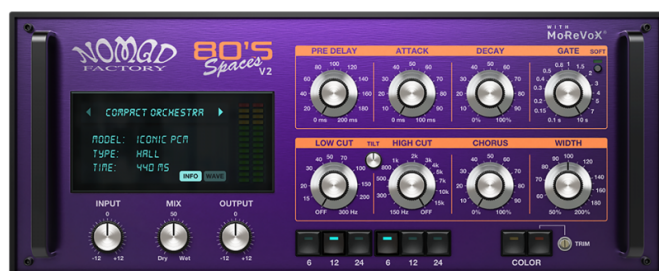 WITH
MoReVoX
NOMAD
FACTORY
80'S
Spaces
V2
COMPACT ORCHESTRA
MODEL: ICONIC PCM
TYPE: HALL
TIME: 440 MS
INFO WAVE
INPUT MIX OUTPUT
0 50 0
-12 +12 Dry Wet -12 +12
PRE DELAY ATTACK DECAY GATE SOFT
80 100 120
60 140
40 160
20 180
0 ms 200 ms
40 50 60
30 70
20 80
10 90
0 ms 100 ms
40 50 60
30 70
20 80
10 90
0% 100%
0.8 1 1.5
0.5 2
0.45
0.3
0.15 7
0.1 s 10 s
LOW CUT TILT HIGH CUT CHORUS WIDTH
40 50 70
30 100
20 150
10 200
OFF 300 Hz
2k 3k
1k 4k
800 5k
500 7k
300 10k
15k
150 Hz OFF
40 50 60
30 70
20 80
10 90
0% 100%
90 100 120
80 140
70 160
60 180
50% 200%
6 12 24 6 12 24 COLOR TRIM